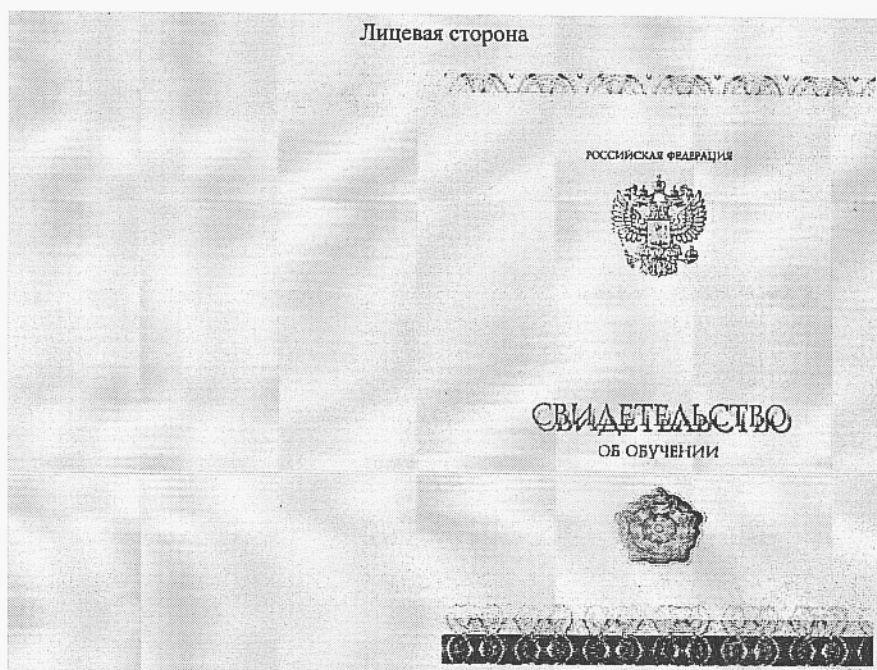 Лицевая сторона
РОССИЙСКАЯ ФЕДЕРАЦИЯ
СВИДЕТЕЛЬСТВО
ОБ ОБУЧЕНИИ